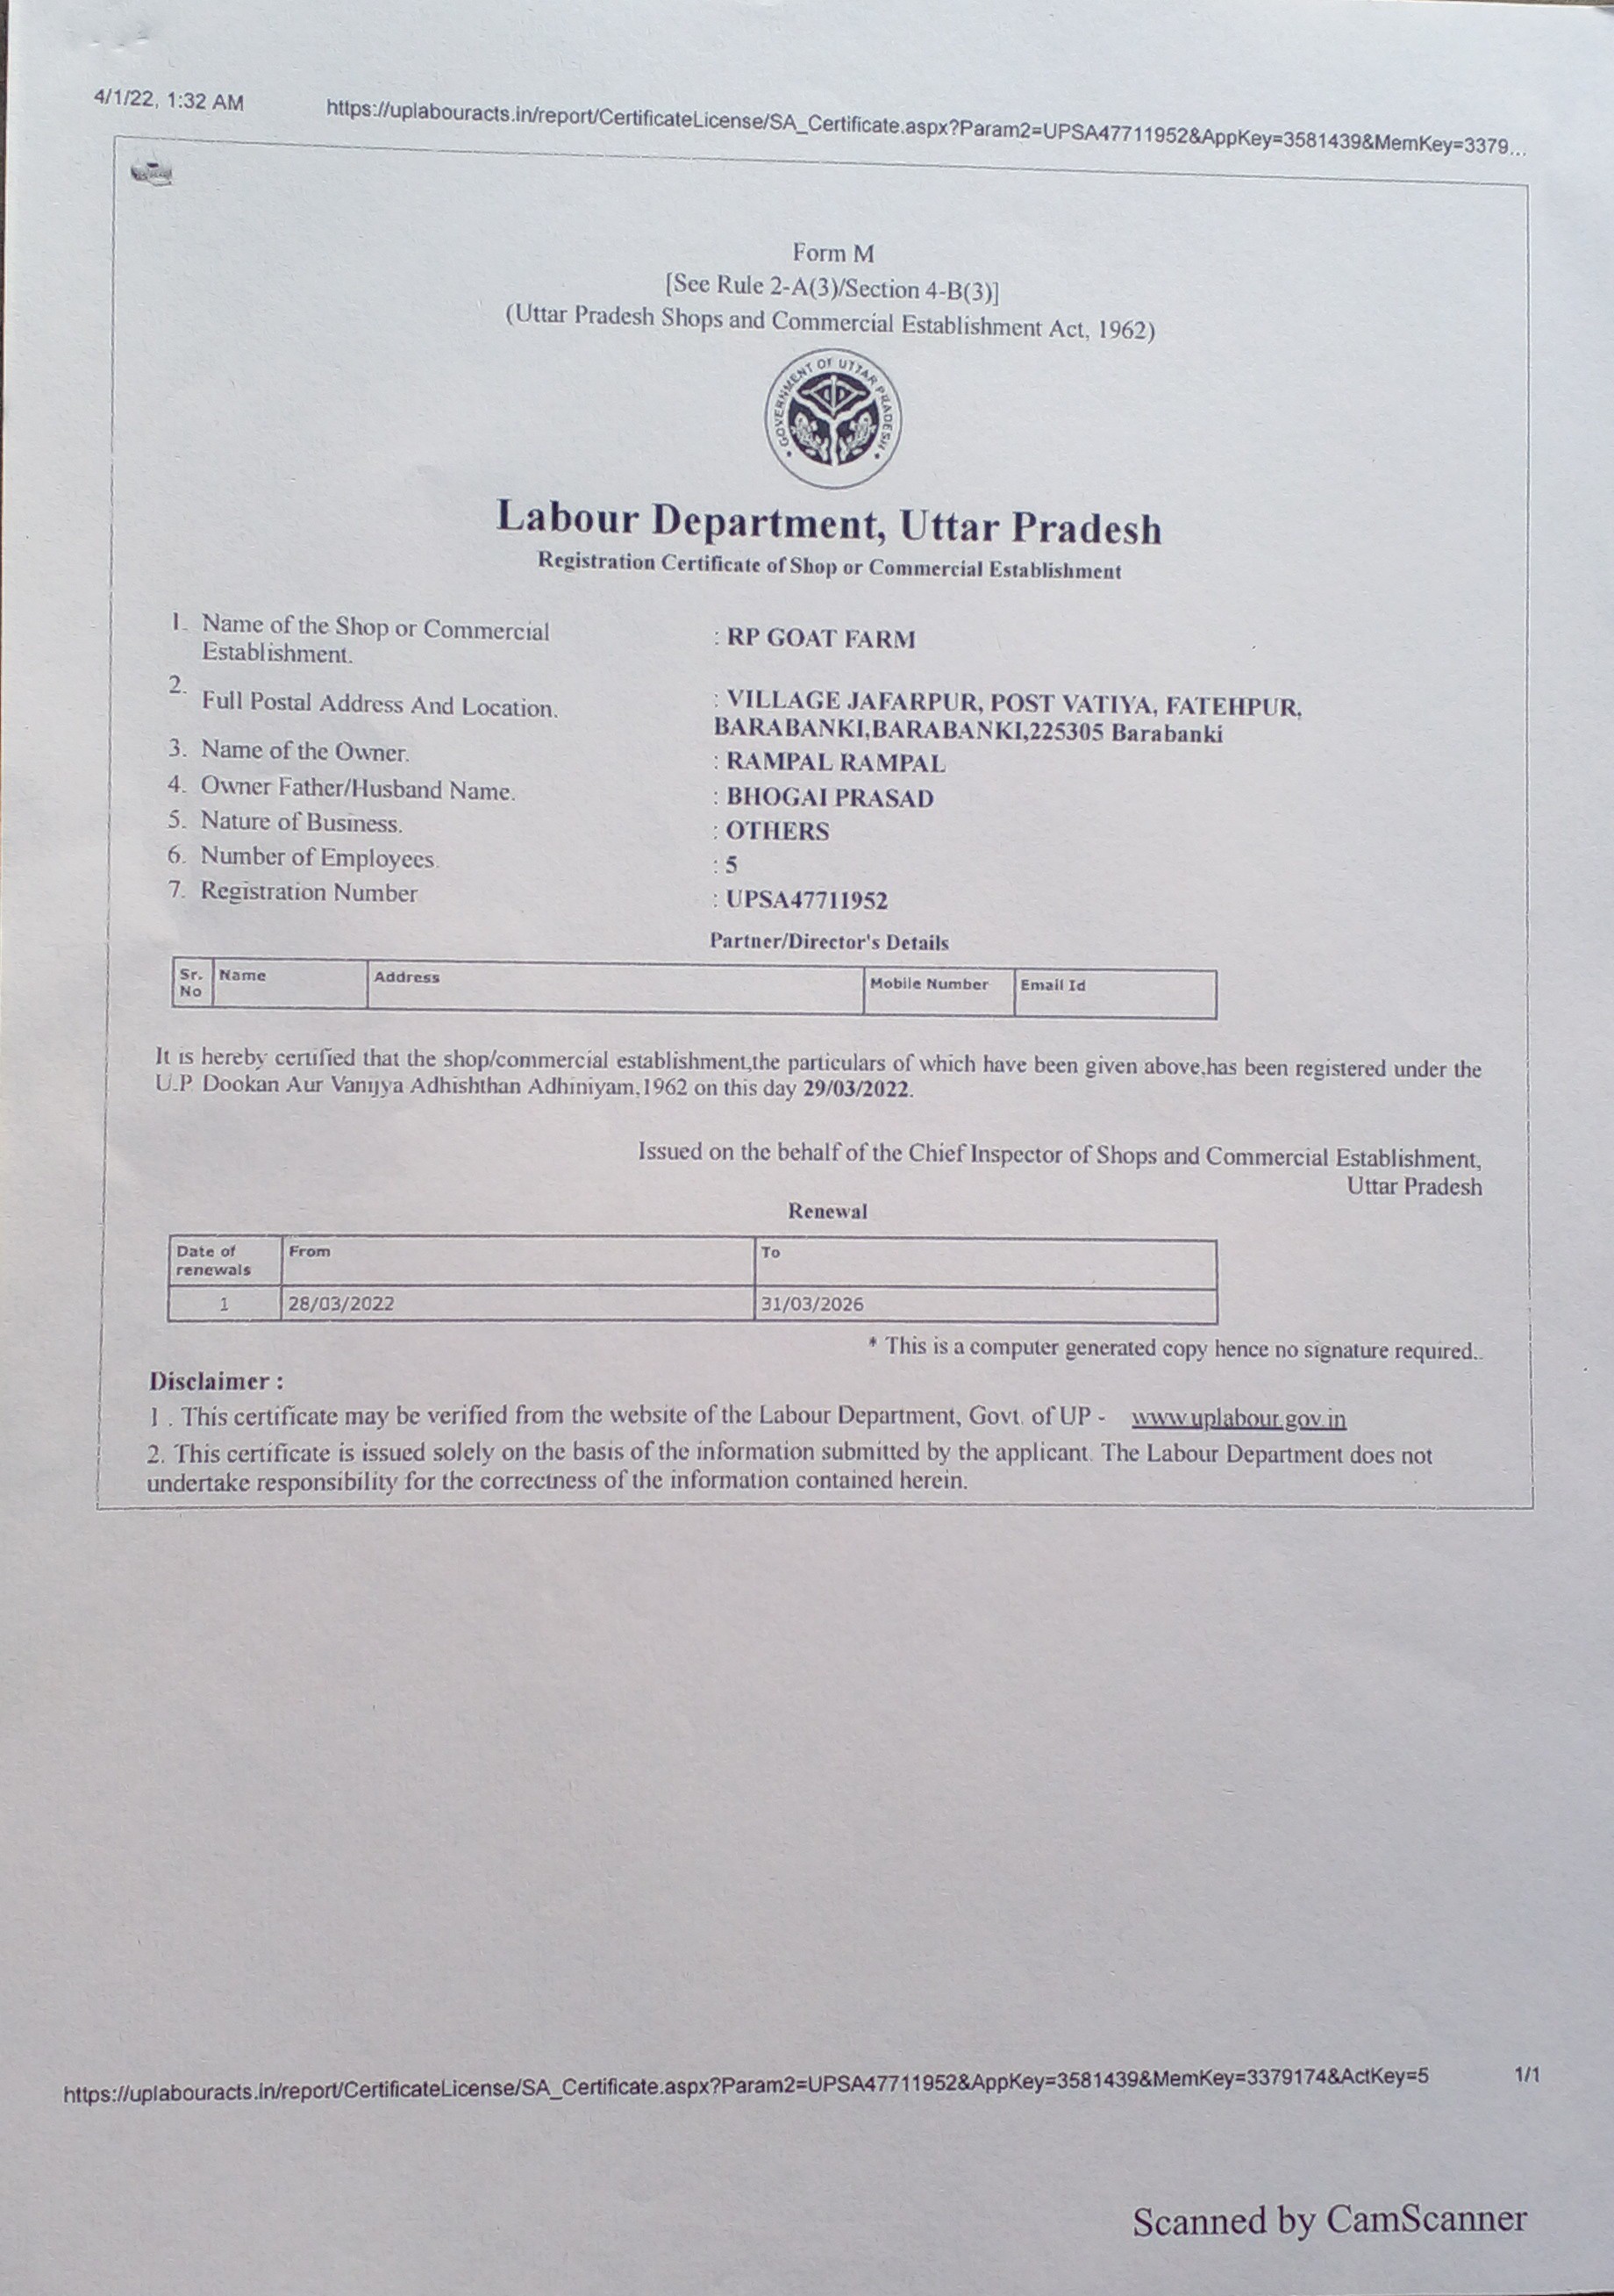 4/1/22, 1:32 AM
https://uplabouracts.in/report/CertificateLicense/SA_Certificate.aspx?Param2=UPSA47711952&AppKey=3581439&MemKey=3379...
Form M
[See Rule 2-A(3)/Section 4-B(3)]
(Uttar Pradesh Shops and Commercial Establishment Act, 1962)
GOVERNMENT OF UTTAR PRADESH
Labour Department, Uttar Pradesh
Registration Certificate of Shop or Commercial Establishment
1. Name of the Shop or Commercial Establishment. : RP GOAT FARM
2. Full Postal Address And Location. : VILLAGE JAFARPUR, POST VATIYA, FATEHPUR,
BARABANKI,BARABANKI,225305 Barabanki
3. Name of the Owner. : RAMPAL RAMPAL
4. Owner Father/Husband Name. : BHOGAI PRASAD
5. Nature of Business. : OTHERS
6. Number of Employees. : 5
7. Registration Number : UPSA47711952
Partner/Director's Details
Sr. No Name Address Mobile Number Email Id
It is hereby certified that the shop/commercial establishment,the particulars of which have been given above,has been registered under the
U.P. Dookan Aur Vanijya Adhishthan Adhiniyam,1962 on this day 29/03/2022.
Issued on the behalf of the Chief Inspector of Shops and Commercial Establishment,
Uttar Pradesh
Renewal
Date of renewals From To
1 28/03/2022 31/03/2026
* This is a computer generated copy hence no signature required..
Disclaimer :
1 . This certificate may be verified from the website of the Labour Department, Govt. of UP - www.uplabour.gov.in
2. This certificate is issued solely on the basis of the information submitted by the applicant. The Labour Department does not
undertake responsibility for the correctness of the information contained herein.
https://uplabouracts.in/report/CertificateLicense/SA_Certificate.aspx?Param2=UPSA47711952&AppKey=3581439&MemKey=3379174&ActKey=5
1/1
Scanned by CamScanner